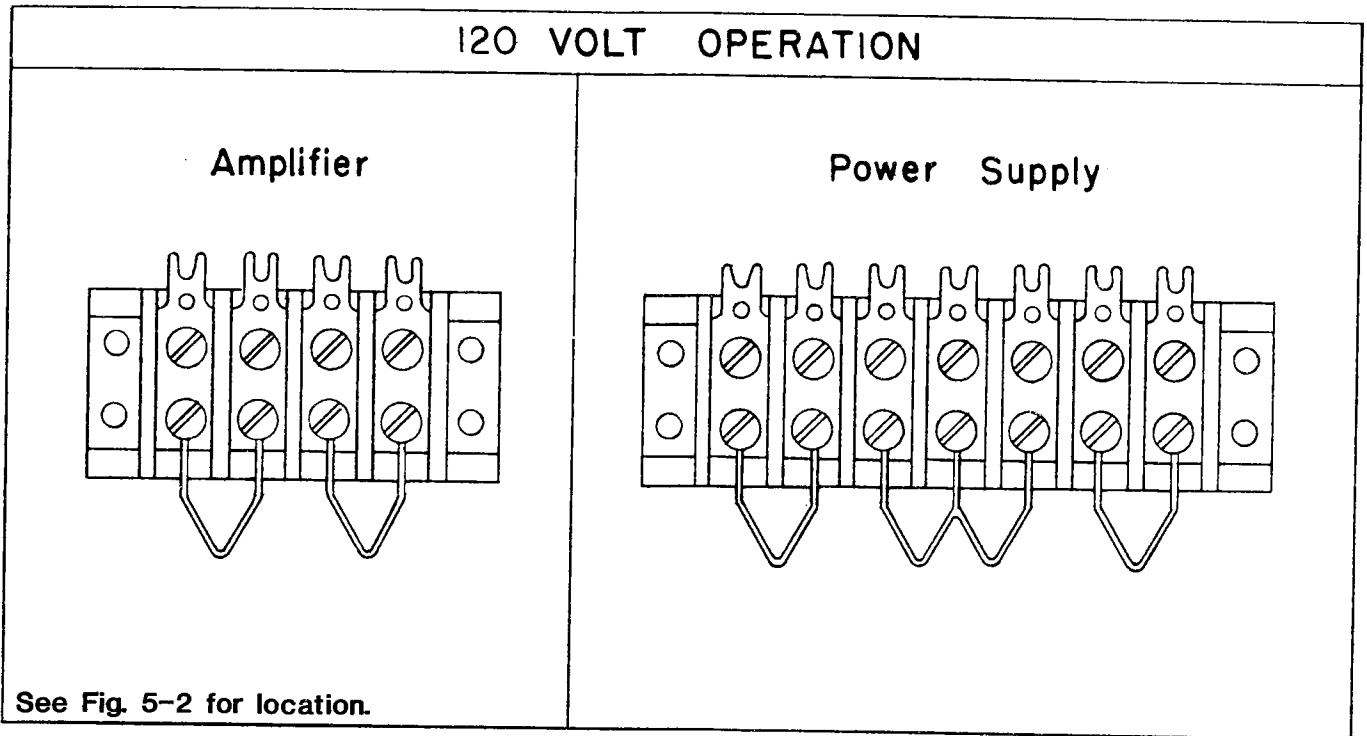 120 VOLT OPERATION
Amplifier
Power Supply
See Fig. 5-2 for location.